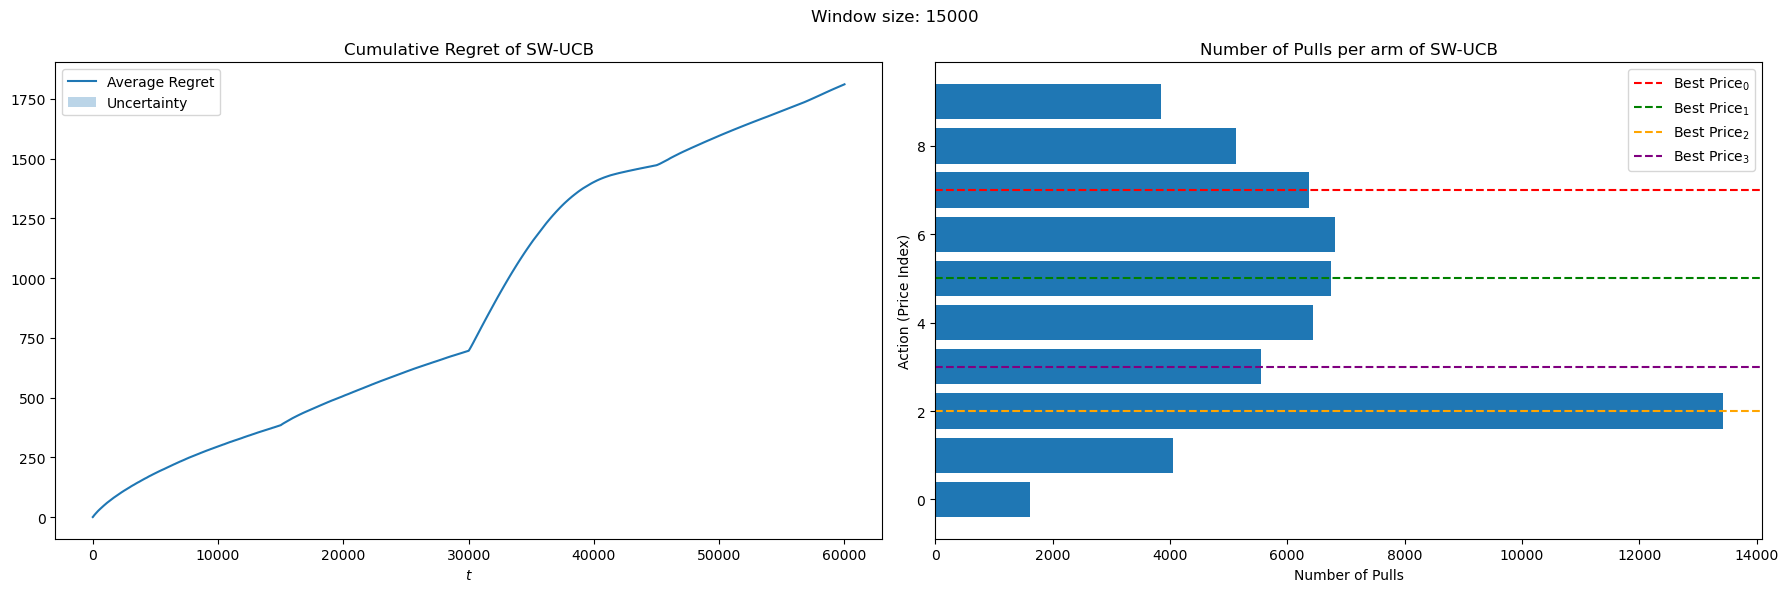 Window size: 15000
Cumulative Regret of SW-UCB
Average Regret
Uncertainty
1750
1500
1250
1000
750
500
250
0
0 10000 20000 30000 40000 50000 60000
t
Number of Pulls per arm of SW-UCB
Best Price0
Best Price1
Best Price2
Best Price3
Action (Price Index)
8
6
4
2
0
0 2000 4000 6000 8000 10000 12000 14000
Number of Pulls